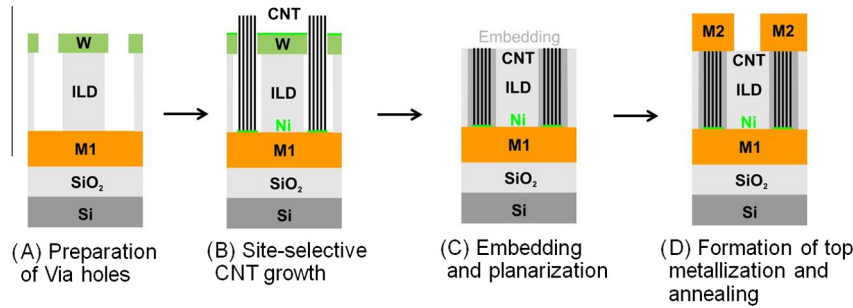 W
ILD
M1
SiO₂
Si
(A) Preparation
of Via holes
CNT
W
ILD
Ni
M1
SiO₂
Si
(B) Site-selective
CNT growth
Embedding
CNT
ILD
Ni
M1
SiO₂
Si
(C) Embedding
and planarization
M2 M2
CNT
ILD
Ni
M1
SiO₂
Si
(D) Formation of top
metallization and
annealing